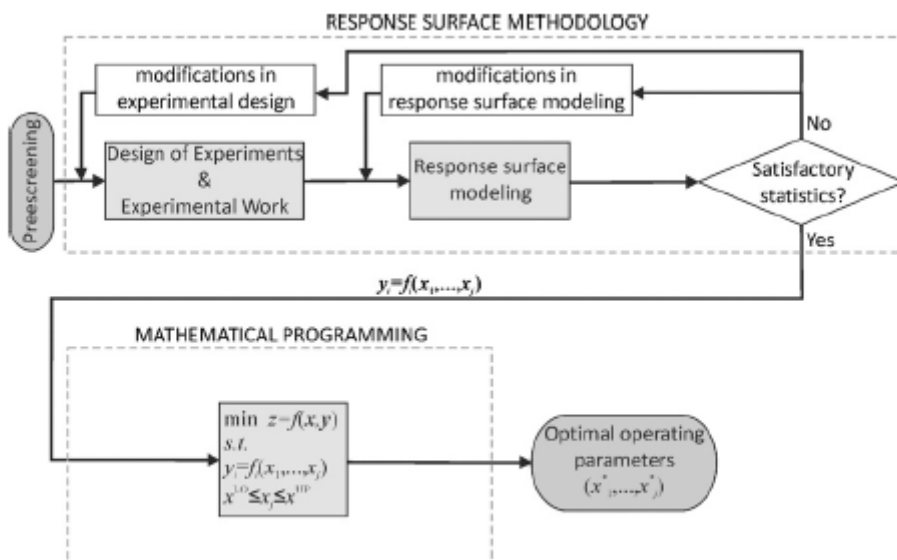 RESPONSE SURFACE METHODOLOGY
modifications in
experimental design
modifications in
response surface modeling
No
Preescreening
Design of Experiments
&
Experimental Work
Response surface
modeling
Satisfactory
statistics?
Yes
yᵢ=fᵢ(x₁,...,xⱼ)
MATHEMATICAL PROGRAMMING
min z=f(x,y)
s.t.
yᵢ=fᵢ(x₁,...,xⱼ)
x^LO≤xⱼ≤x^UP
Optimal operating
parameters
(x*₁,...,x*ⱼ)